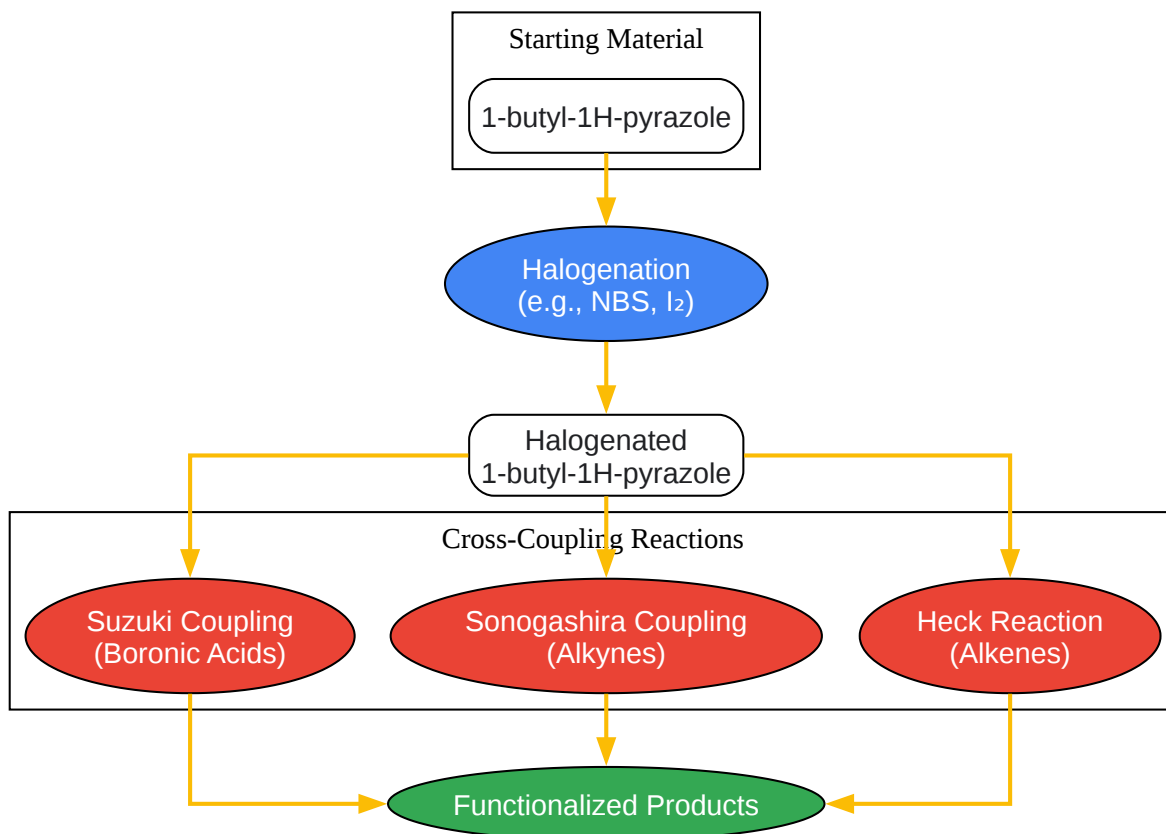 Starting Material
1-butyl-1H-pyrazole
Halogenation
(e.g., NBS, I₂)
Halogenated
1-butyl-1H-pyrazole
Cross-Coupling Reactions
Suzuki Coupling
(Boronic Acids)
Sonogashira Coupling
(Alkynes)
Heck Reaction
(Alkenes)
Functionalized Products